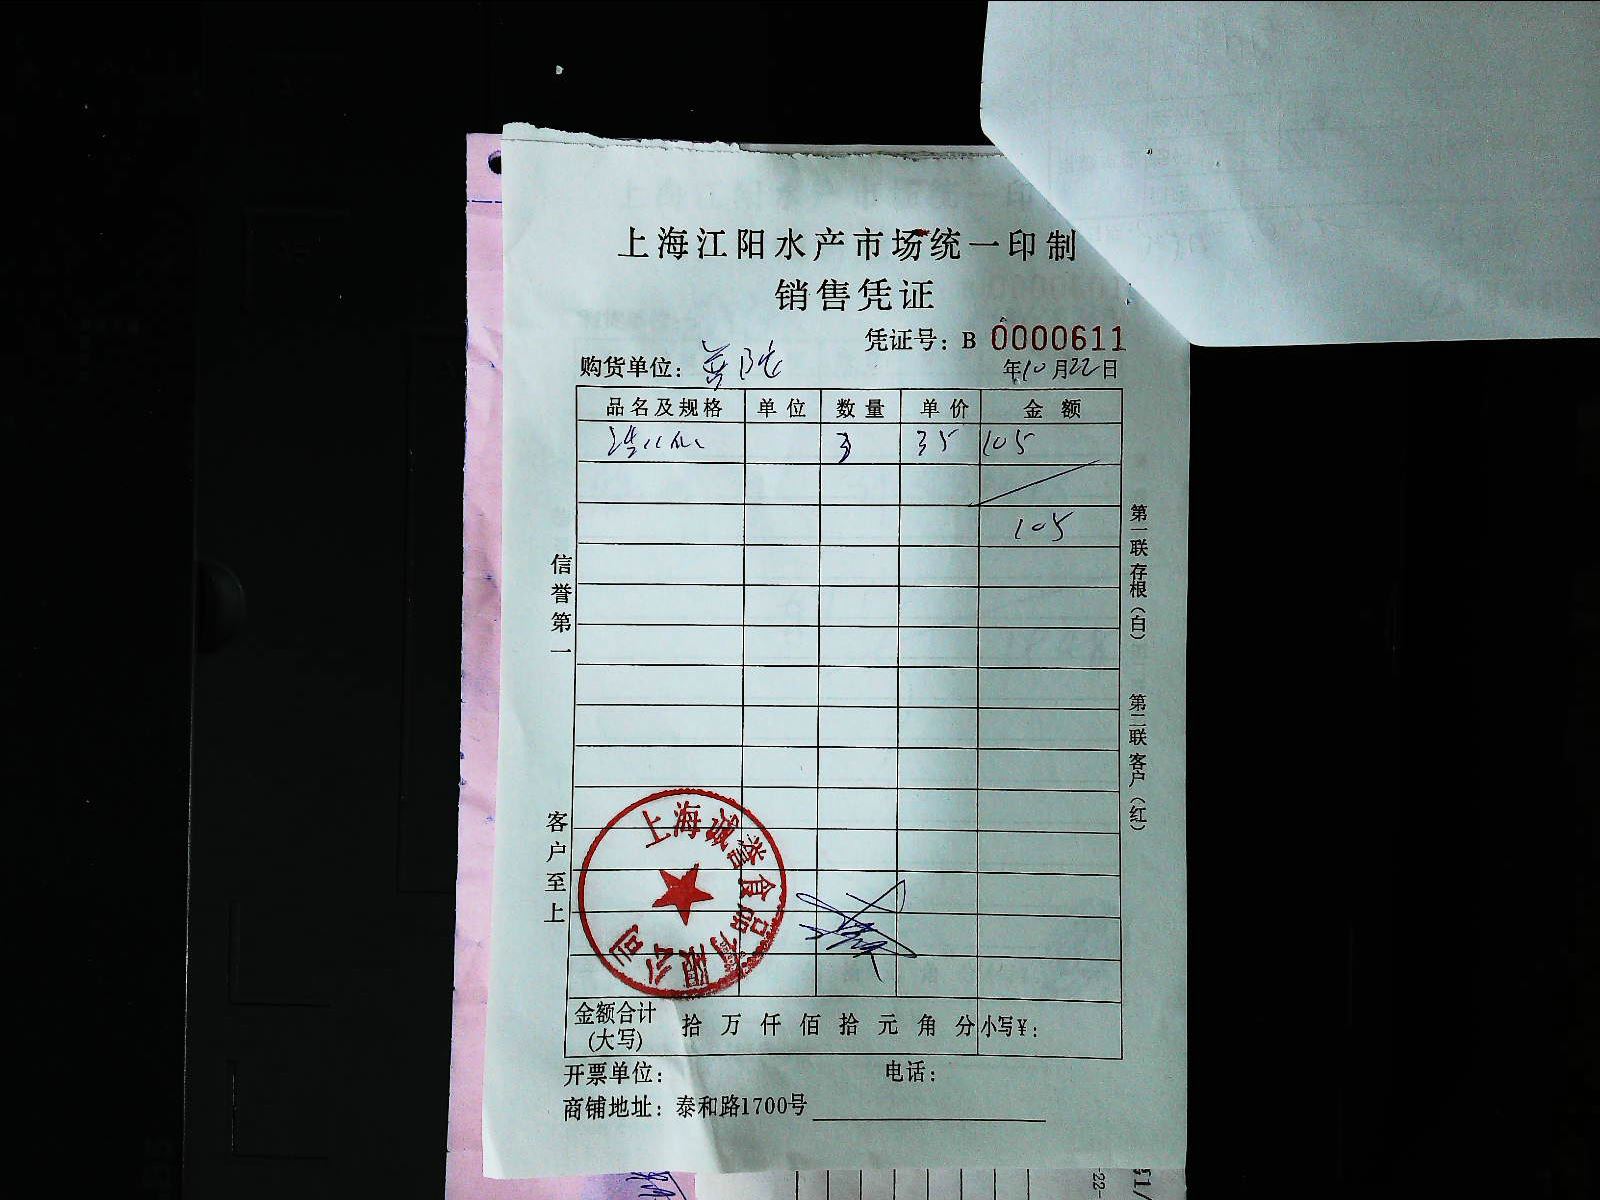 上海江阳水产市场统一印制
销售凭证
凭证号：B 0000611
购货单位：
年10月22日
品名及规格 单位 数量 单价 金额
3 35 105
105
信誉第一
客户至上
第一联 存根（白）
第二联 客户（红）
上海诚馨食品有限公司
金额合计(大写) 拾 万 仟 佰 拾 元 角 分 小写¥：
开票单位： 电话：
商铺地址：泰和路1700号